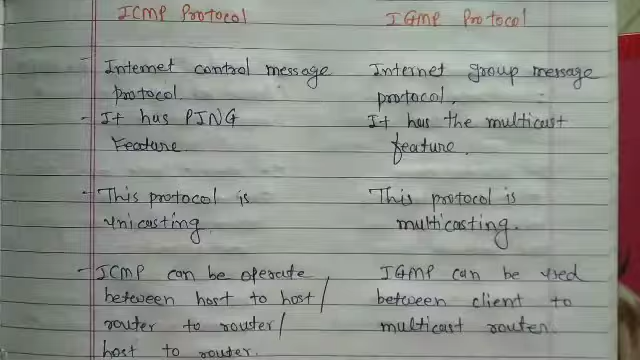 ICMP Protocol
IGMP Protocol
- Internet control message
protocol.
Internet group message
protocol.
- It has PING
Feature.
It has the multicast
feature.
- This protocol is
unicasting.
This protocol is
multicasting.
- ICMP can be operate
between host to host/
router to router/
host to router.
IGMP can be used
between client to
multicast router.